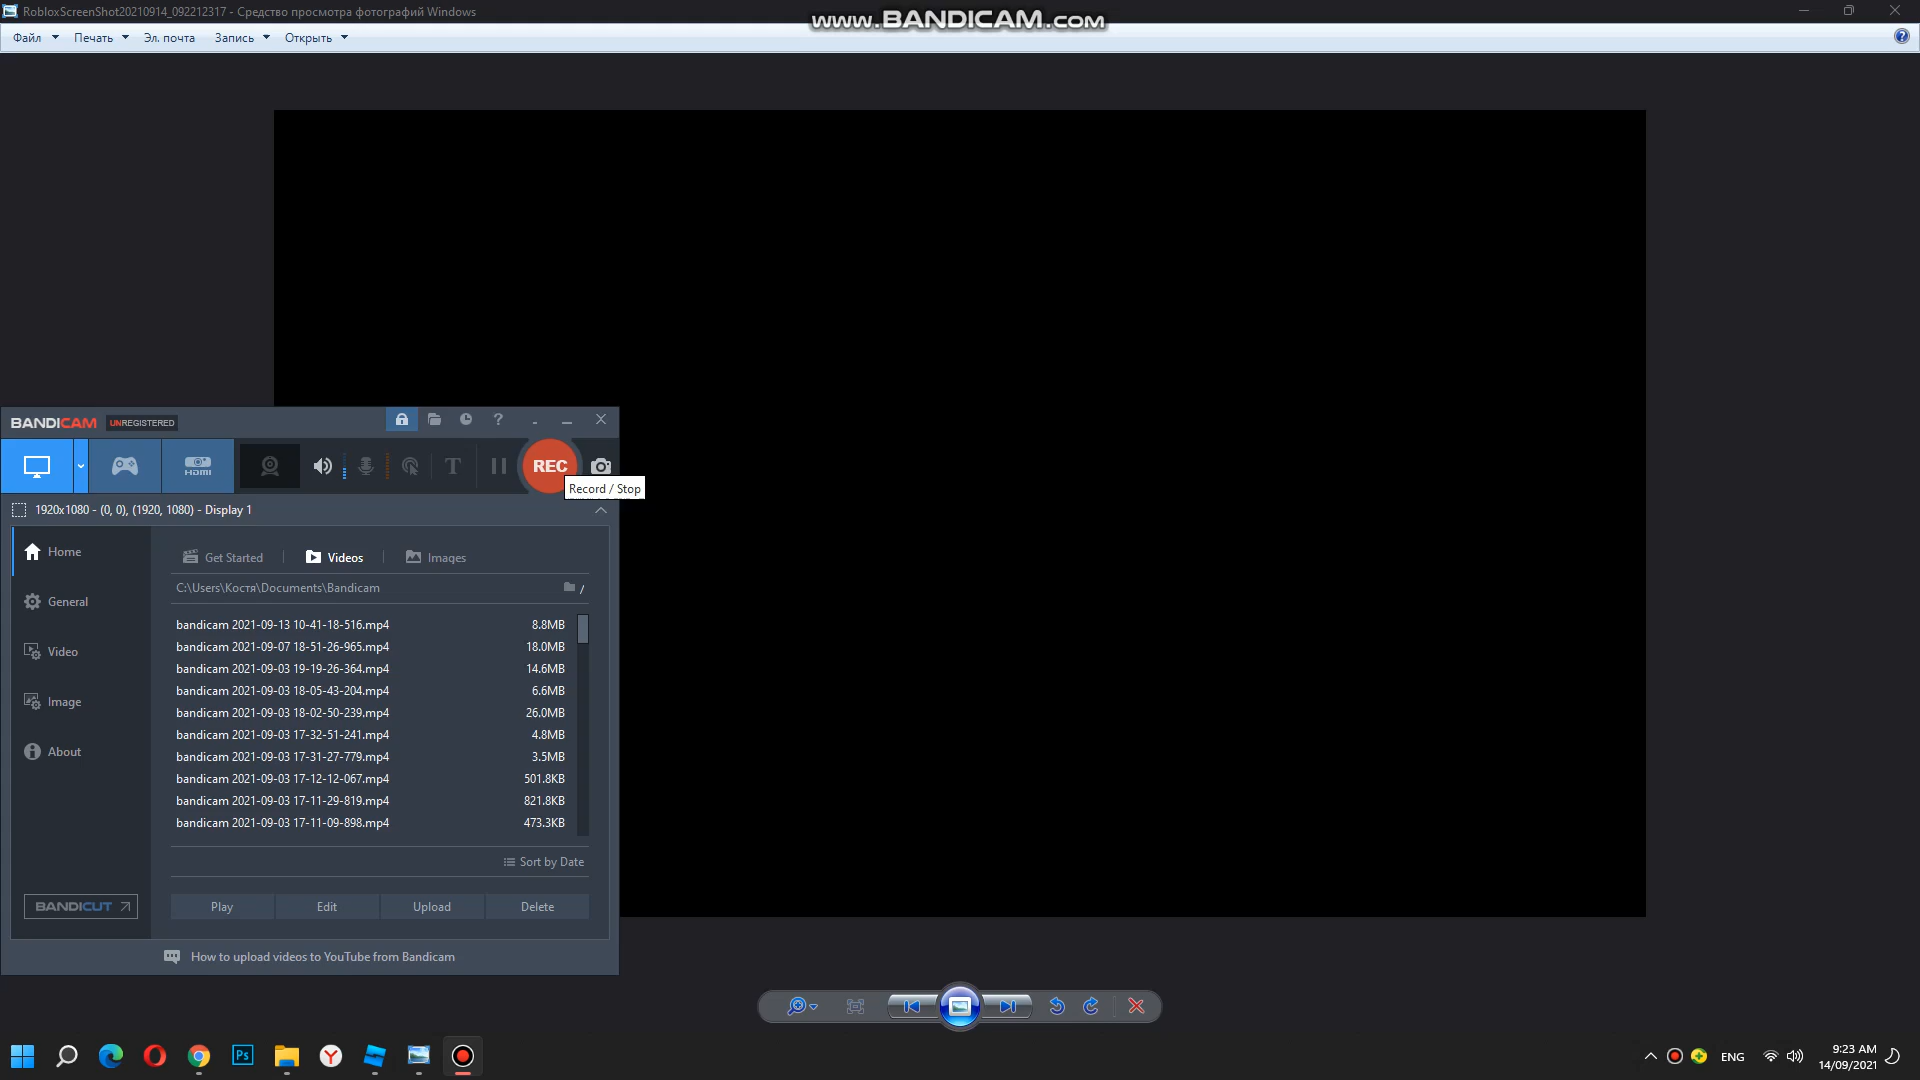 RobloxScreenShot20210914_092212317 - Средство просмотра фотографий Windows
www.BANDICAM.com
Файл Печать Эл. почта Запись Открыть
?
BANDICAM UNREGISTERED ?
HDMI T REC
Record / Stop
1920x1080 - (0, 0), (1920, 1080) - Display 1
Home
General
Video
Image
About
BANDICUT
Get Started Videos Images
C:\Users\Костя\Documents\Bandicam /
bandicam 2021-09-13 10-41-18-516.mp4 8.8MB
bandicam 2021-09-07 18-51-26-965.mp4 18.0MB
bandicam 2021-09-03 19-19-26-364.mp4 14.6MB
bandicam 2021-09-03 18-05-43-204.mp4 6.6MB
bandicam 2021-09-03 18-02-50-239.mp4 26.0MB
bandicam 2021-09-03 17-32-51-241.mp4 4.8MB
bandicam 2021-09-03 17-31-27-779.mp4 3.5MB
bandicam 2021-09-03 17-12-12-067.mp4 501.8KB
bandicam 2021-09-03 17-11-29-819.mp4 821.8KB
bandicam 2021-09-03 17-11-09-898.mp4 473.3KB
Sort by Date
Play Edit Upload Delete
How to upload videos to YouTube from Bandicam
Ps Y ENG
9:23 AM
14/09/2021